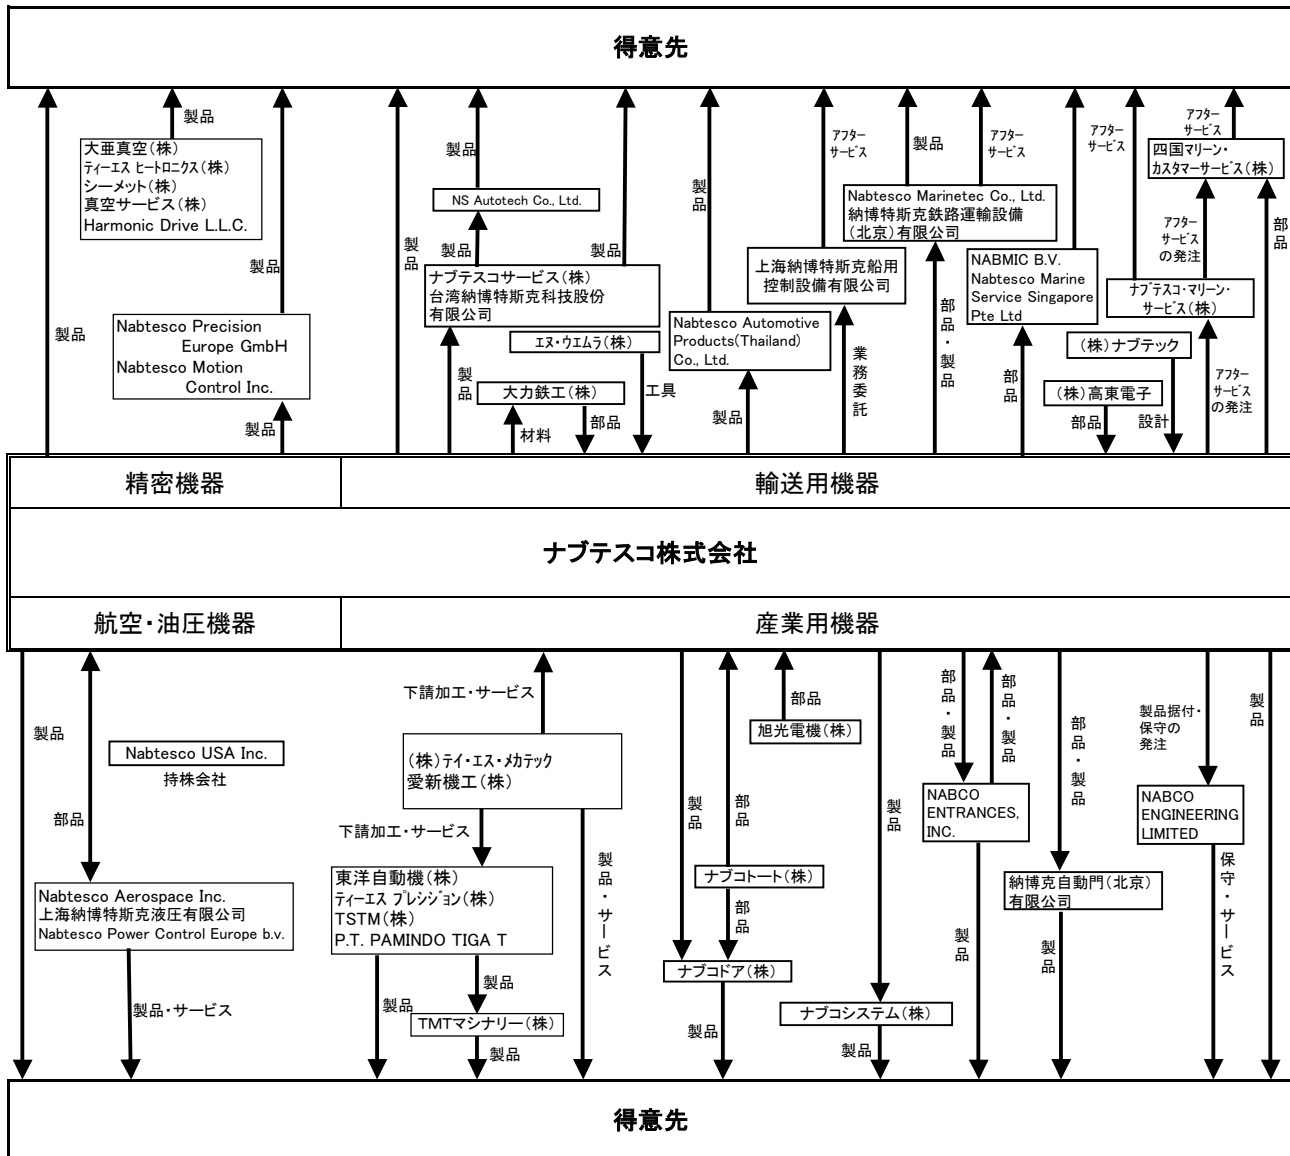 得意先
製品
大亜真空(株)
ティーエス ヒートロニクス(株)
シーメット(株)
真空サービス(株)
Harmonic Drive L.L.C.
製品
製品
Nabtesco Precision
Europe GmbH
Nabtesco Motion
Control Inc.
製品
製品
製品
NS Autotech Co., Ltd.
製品
製品
ナブテスコサービス(株)
台湾納博特斯克科技股份
有限公司
製品
エヌ・ウエムラ(株)
工具
大力鉄工(株)
材料
部品
製品
Nabtesco Automotive
Products(Thailand)
Co., Ltd.
製品
アフター
サービス
上海納博特斯克船用
控制設備有限公司
業務委託
製品
アフター
サービス
Nabtesco Marinetec Co., Ltd.
納博特斯克鉄路運輸設備
(北京)有限公司
部品・製品
アフター
サービス
NABMIC B.V.
Nabtesco Marine
Service Singapore
Pte Ltd
部品
アフター
サービス
四国マリーン・
カスタマーサービス(株)
アフター
サービス
の発注
部品
ナブテスコ・マリーン・
サービス(株)
(株)ナブテック
設計
(株)高東電子
部品
アフター
サービス
の発注
精密機器
輸送用機器
ナブテスコ株式会社
航空・油圧機器
産業用機器
製品
Nabtesco USA Inc.
持株会社
部品
Nabtesco Aerospace Inc.
上海納博特斯克液圧有限公司
Nabtesco Power Control Europe b.v.
製品・サービス
下請加工・サービス
(株)テイ・エス・メカテック
愛新機工(株)
下請加工・サービス
製品・サービス
東洋自動機(株)
ティーエス プレシジョン(株)
TSTM(株)
P.T. PAMINDO TIGA T
製品
製品
TMTマシナリー(株)
製品
製品
部品
部品
旭光電機(株)
ナブコトート(株)
部品
ナブコドア(株)
製品
製品
ナブコシステム(株)
製品
部品・製品
部品・製品
NABCO
ENTRANCES,
INC.
製品
部品・製品
納博克自動門(北京)
有限公司
製品
製品据付・
保守の
発注
NABCO
ENGINEERING
LIMITED
保守・サービス
製品
得意先